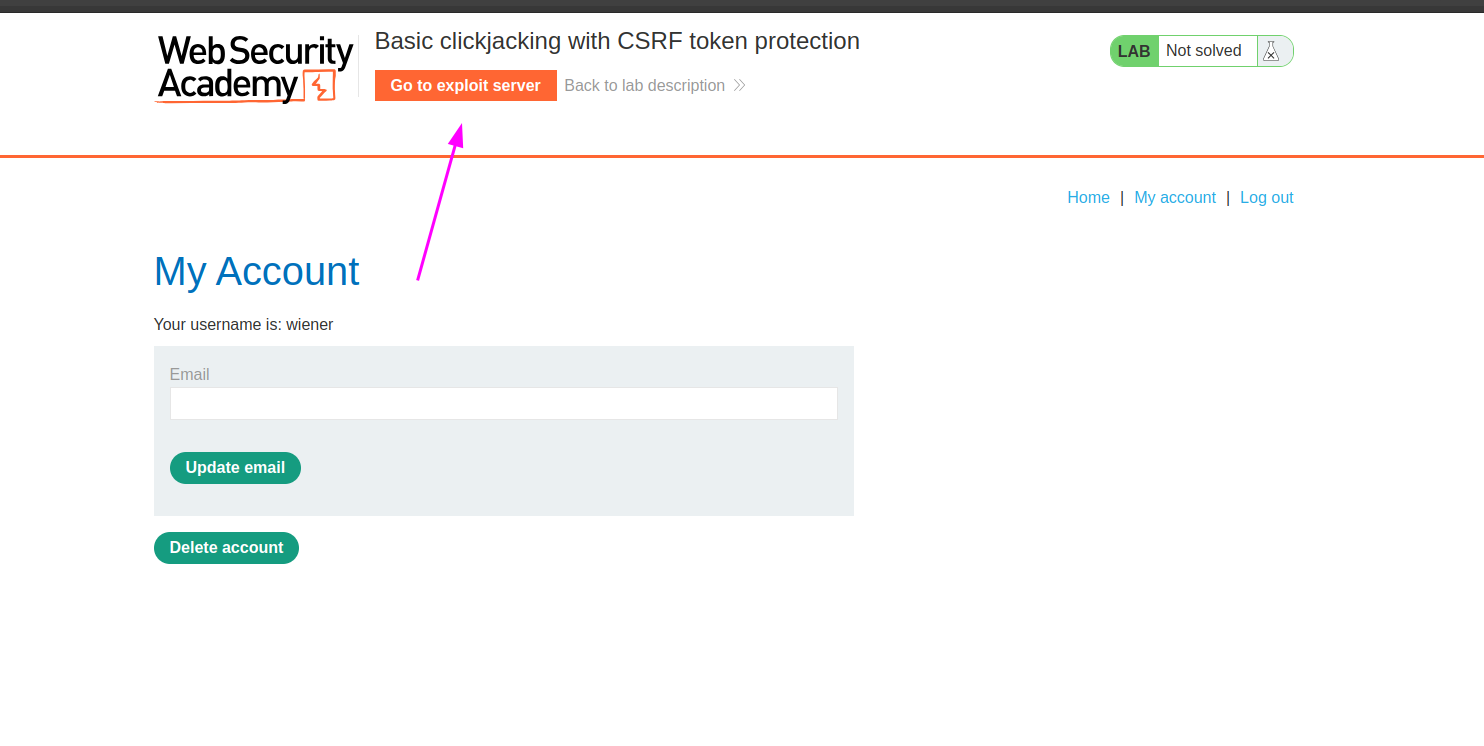 Web Security
Academy
Basic clickjacking with CSRF token protection
Go to exploit server
Back to lab description
LAB Not solved
Home | My account | Log out
My Account
Your username is: wiener
Email
Update email
Delete account